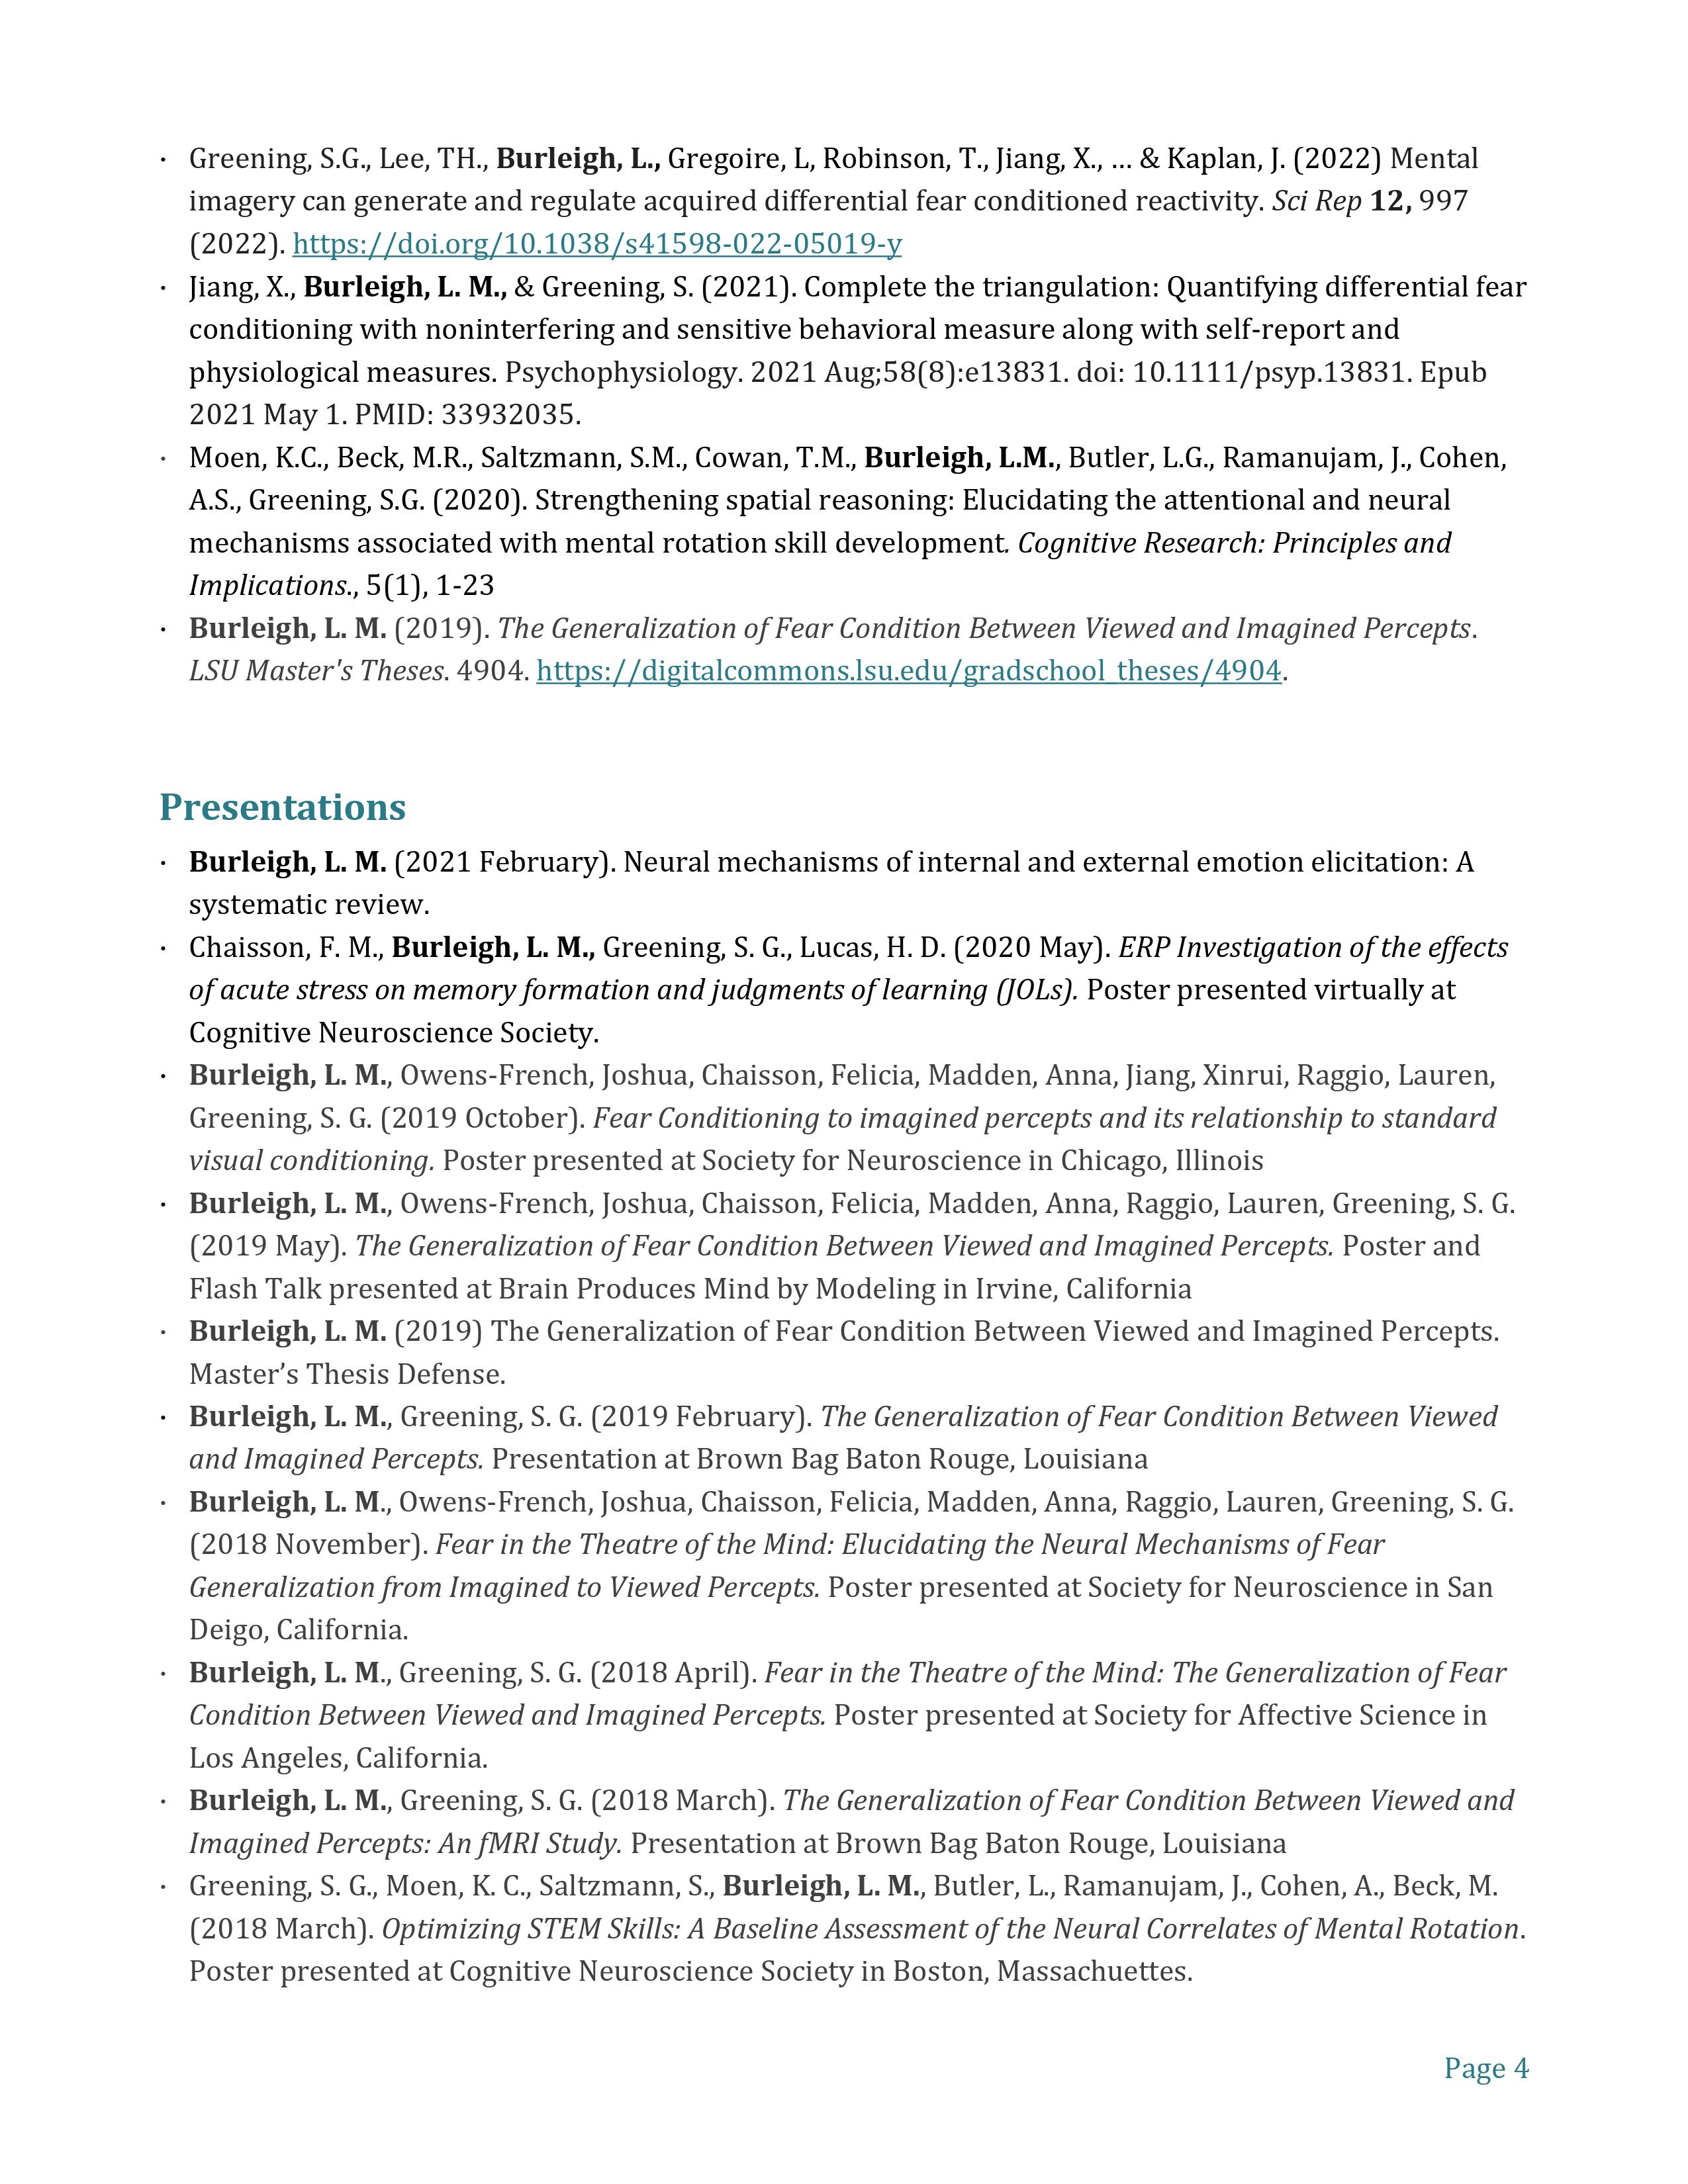 · Greening, S.G., Lee, TH., Burleigh, L., Gregoire, L, Robinson, T., Jiang, X., ... & Kaplan, J. (2022) Mental
imagery can generate and regulate acquired differential fear conditioned reactivity. Sci Rep 12, 997
(2022). https://doi.org/10.1038/s41598-022-05019-y
· Jiang, X., Burleigh, L. M., & Greening, S. (2021). Complete the triangulation: Quantifying differential fear
conditioning with noninterfering and sensitive behavioral measure along with self-report and
physiological measures. Psychophysiology. 2021 Aug;58(8):e13831. doi: 10.1111/psyp.13831. Epub
2021 May 1. PMID: 33932035.
· Moen, K.C., Beck, M.R., Saltzmann, S.M., Cowan, T.M., Burleigh, L.M., Butler, L.G., Ramanujam, J., Cohen,
A.S., Greening, S.G. (2020). Strengthening spatial reasoning: Elucidating the attentional and neural
mechanisms associated with mental rotation skill development. Cognitive Research: Principles and
Implications., 5(1), 1-23
· Burleigh, L. M. (2019). The Generalization of Fear Condition Between Viewed and Imagined Percepts.
LSU Master's Theses. 4904. https://digitalcommons.lsu.edu/gradschool_theses/4904.
Presentations
· Burleigh, L. M. (2021 February). Neural mechanisms of internal and external emotion elicitation: A
systematic review.
· Chaisson, F. M., Burleigh, L. M., Greening, S. G., Lucas, H. D. (2020 May). ERP Investigation of the effects
of acute stress on memory formation and judgments of learning (JOLs). Poster presented virtually at
Cognitive Neuroscience Society.
· Burleigh, L. M., Owens-French, Joshua, Chaisson, Felicia, Madden, Anna, Jiang, Xinrui, Raggio, Lauren,
Greening, S. G. (2019 October). Fear Conditioning to imagined percepts and its relationship to standard
visual conditioning. Poster presented at Society for Neuroscience in Chicago, Illinois
· Burleigh, L. M., Owens-French, Joshua, Chaisson, Felicia, Madden, Anna, Raggio, Lauren, Greening, S. G.
(2019 May). The Generalization of Fear Condition Between Viewed and Imagined Percepts. Poster and
Flash Talk presented at Brain Produces Mind by Modeling in Irvine, California
· Burleigh, L. M. (2019) The Generalization of Fear Condition Between Viewed and Imagined Percepts.
Master’s Thesis Defense.
· Burleigh, L. M., Greening, S. G. (2019 February). The Generalization of Fear Condition Between Viewed
and Imagined Percepts. Presentation at Brown Bag Baton Rouge, Louisiana
· Burleigh, L. M., Owens-French, Joshua, Chaisson, Felicia, Madden, Anna, Raggio, Lauren, Greening, S. G.
(2018 November). Fear in the Theatre of the Mind: Elucidating the Neural Mechanisms of Fear
Generalization from Imagined to Viewed Percepts. Poster presented at Society for Neuroscience in San
Deigo, California.
· Burleigh, L. M., Greening, S. G. (2018 April). Fear in the Theatre of the Mind: The Generalization of Fear
Condition Between Viewed and Imagined Percepts. Poster presented at Society for Affective Science in
Los Angeles, California.
· Burleigh, L. M., Greening, S. G. (2018 March). The Generalization of Fear Condition Between Viewed and
Imagined Percepts: An fMRI Study. Presentation at Brown Bag Baton Rouge, Louisiana
· Greening, S. G., Moen, K. C., Saltzmann, S., Burleigh, L. M., Butler, L., Ramanujam, J., Cohen, A., Beck, M.
(2018 March). Optimizing STEM Skills: A Baseline Assessment of the Neural Correlates of Mental Rotation.
Poster presented at Cognitive Neuroscience Society in Boston, Massachuettes.
Page 4